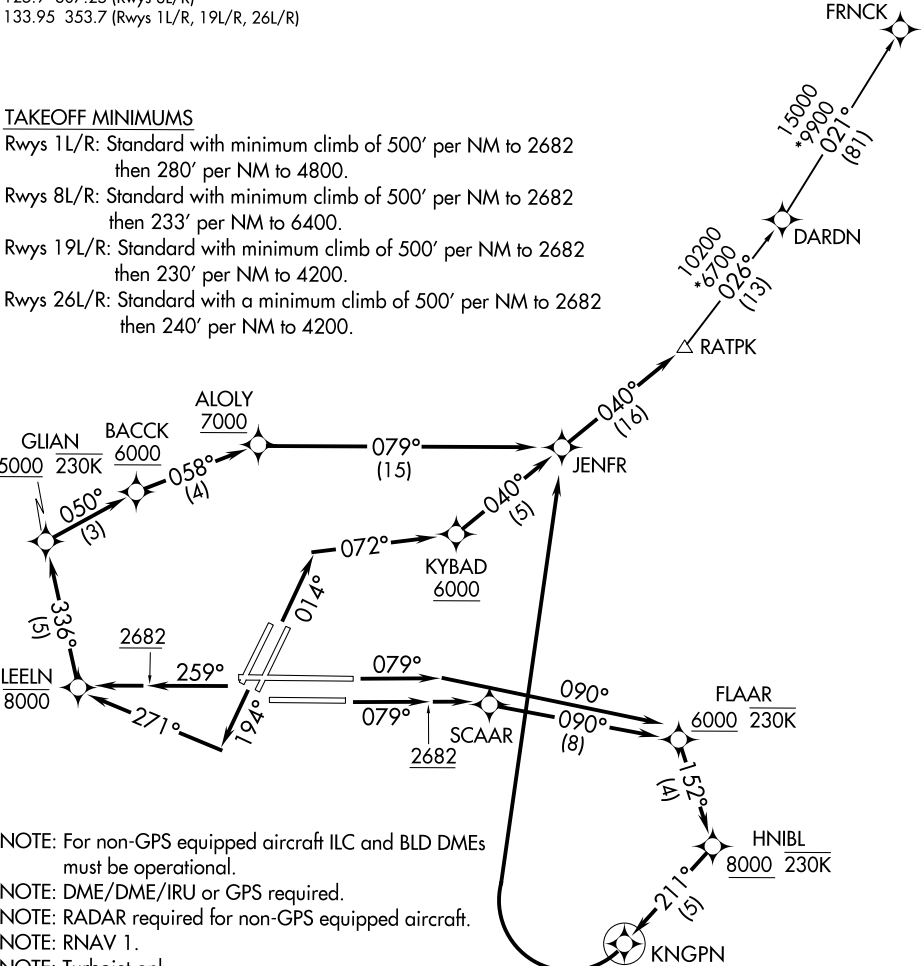 133.95 353.7 (Rwys 1L/R, 19L/R, 26L/R)
FRNCK
TAKEOFF MINIMUMS
Rwys 1L/R: Standard with minimum climb of 500' per NM to 2682
then 280' per NM to 4800.
Rwys 8L/R: Standard with minimum climb of 500' per NM to 2682
then 233' per NM to 6400.
Rwys 19L/R: Standard with minimum climb of 500' per NM to 2682
then 230' per NM to 4200.
Rwys 26L/R: Standard with a minimum climb of 500' per NM to 2682
then 240' per NM to 4200.
15000
*9900
021°
(81)
DARDN
10200
*6700
026°
(13)
RATPK
040°
(16)
ALOLY
7000
BACCK
6000
GLIAN
5000 230K
050°
(3)
058°
(4)
079°
(15)
JENFR
040°
(5)
072°
KYBAD
6000
014°
336°
(5)
2682
LEELN
8000
259°
271°
194°
079°
079°
2682
SCAAR
090°
090°
(8)
FLAAR
6000 230K
152°
(4)
HNIBL
8000 230K
211°
(5)
KNGPN
NOTE: For non-GPS equipped aircraft ILC and BLD DMEs
must be operational.
NOTE: DME/DME/IRU or GPS required.
NOTE: RADAR required for non-GPS equipped aircraft.
NOTE: RNAV 1.
NOTE: Turbojet